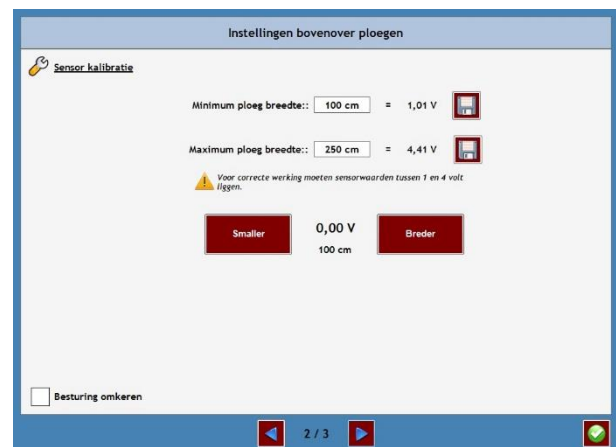 Instellingen bovenover ploegen
Sensor kalibratie
Minimum ploeg breedte:: 100 cm = 1,01 V
Maximum ploeg breedte:: 250 cm = 4,41 V
Voor correcte werking moeten sensorwaarden tussen 1 en 4 volt
liggen.
Smaller 0,00 V Breder
100 cm
Besturing omkeren
2 / 3